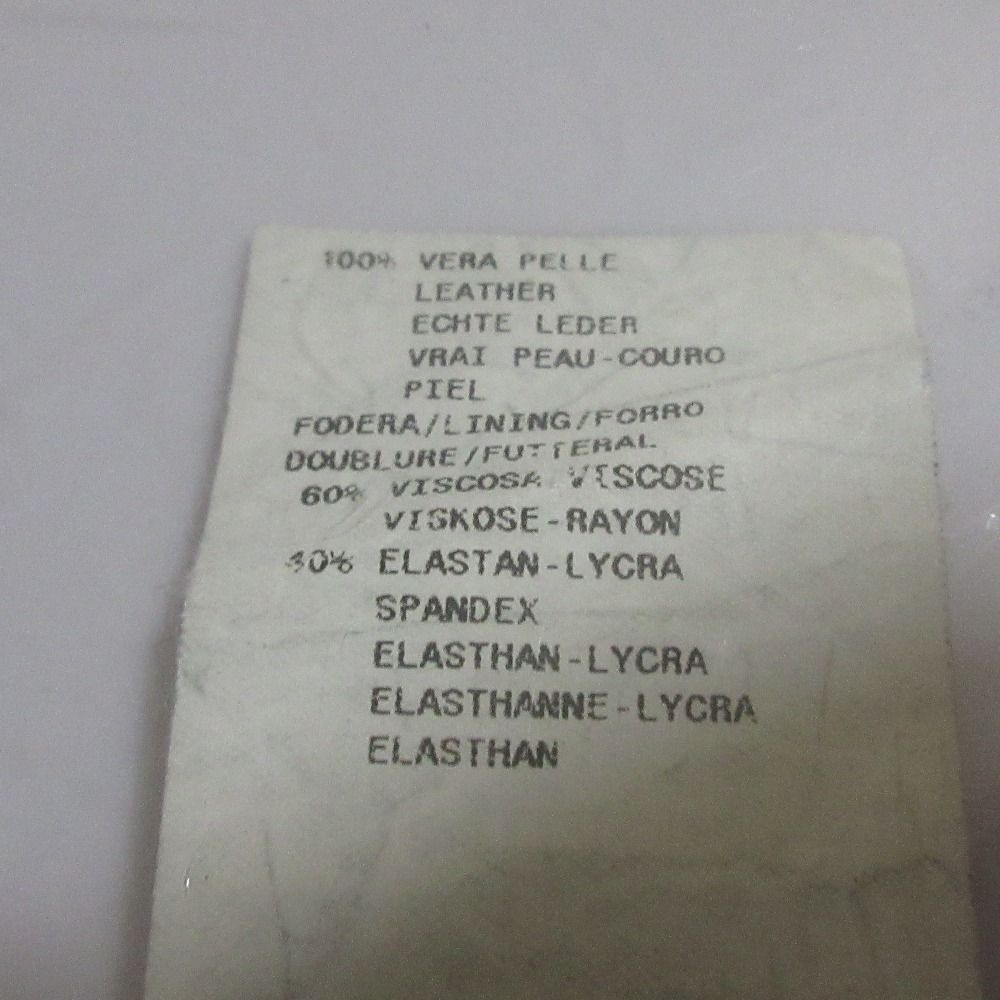 100% VERA PELLE
LEATHER
ECHTE LEDER
VRAI PEAU-COURO
PIEL
FODERA/LINING/FORRO
DOUBLURE/FUTTERAL
60% VISCOSA VISCOSE
VISKOSE-RAYON
40% ELASTAN-LYCRA
SPANDEX
ELASTHAN-LYCRA
ELASTHANNE-LYCRA
ELASTHAN